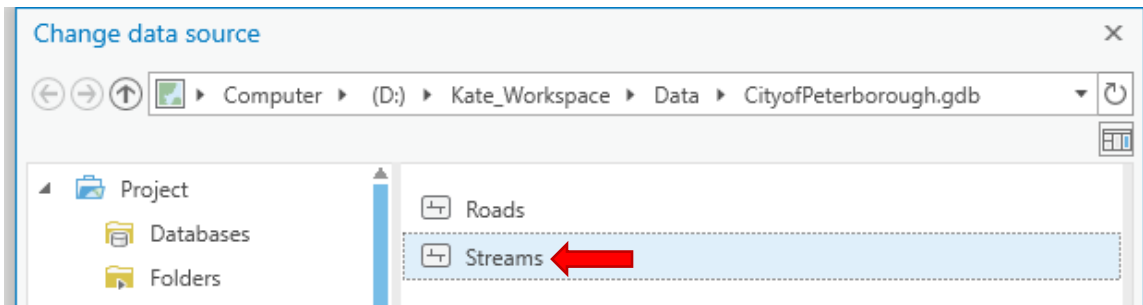 Change data source
Computer (D:) Kate_Workspace Data CityofPeterborough.gdb
Project
Databases
Folders
Roads
Streams